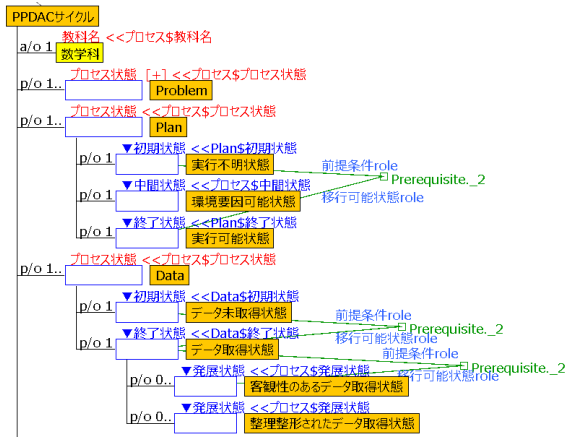 PPDACサイクル
教科名 <<プロセス$教科名
a/o 1 数学科
プロセス状態 [+] <<プロセス$プロセス状態
p/o 1.. Problem
プロセス状態 <<プロセス$プロセス状態
p/o 1.. Plan
▼初期状態 <<Plan$初期状態
p/o 1 実行不明状態 前提条件role
Prerequisite._2
▼中間状態 <<プロセス$中間状態
p/o 1 環境要因可能状態 移行可能状態role
▼終了状態 <<Plan$終了状態
p/o 1 実行可能状態
プロセス状態 <<プロセス$プロセス状態
p/o 1.. Data
▼初期状態 <<Data$初期状態
p/o 1 データ未取得状態 前提条件role
Prerequisite._2
▼終了状態 <<Data$終了状態 移行可能状態role
p/o 1 データ取得状態 前提条件role
Prerequisite._2
▼発展状態 <<プロセス$発展状態 移行可能状態role
p/o 0.. 客観性のあるデータ取得状態
▼発展状態 <<プロセス$発展状態
p/o 0.. 整理整形されたデータ取得状態